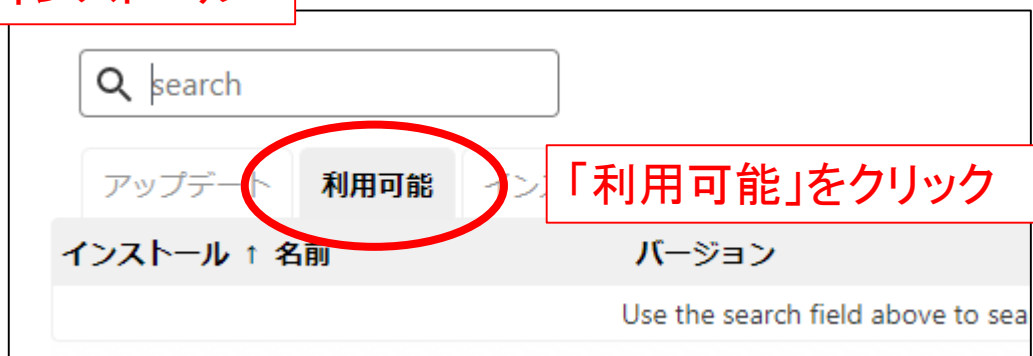 search
アップデート 利用可能
「利用可能」をクリック
インストール ↑ 名前 バージョン
Use the search field above to